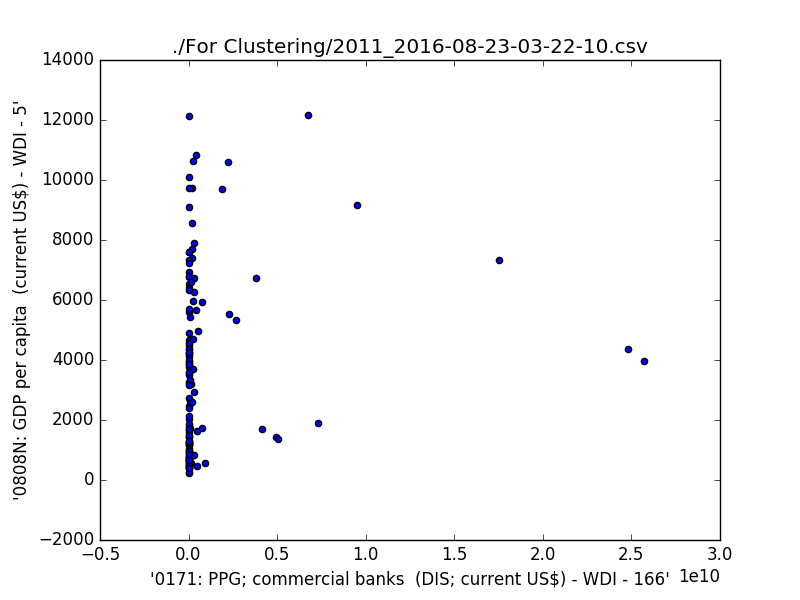 ./For Clustering/2011_2016-08-23-03-22-10.csv
14000
12000
10000
8000
6000
4000
2000
0
−2000
'0808N: GDP per capita  (current US$) - WDI - 5'
−0.5 0.0 0.5 1.0 1.5 2.0 2.5 3.0
1e10
'0171: PPG; commercial banks  (DIS; current US$) - WDI - 166'